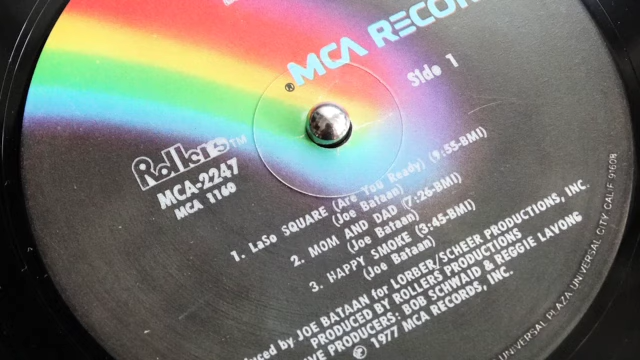 ®MCA RECOR
Side 1
Rollers™
MCA-2247
MCA 1160
1. LaSo SQUARE (Are You Ready) (9:55-BMI)
(Joe Bataan)
2. MOM AND DAD (7:26-BMI)
(Joe Bataan)
3. HAPPY SMOKE (3:45-BMI)
(Joe Bataan)
duced by JOE BATAAN for LORBER/SCHEER PRODUCTIONS, INC.
PRODUCED BY ROLLERS PRODUCTIONS
IVE PRODUCERS: BOB SCHWAID & REGGIE LAVONG
℗ 1977 MCA RECORDS, INC.
UNIVERSAL PLAZA UNIVERSAL CITY CALIF. 91608